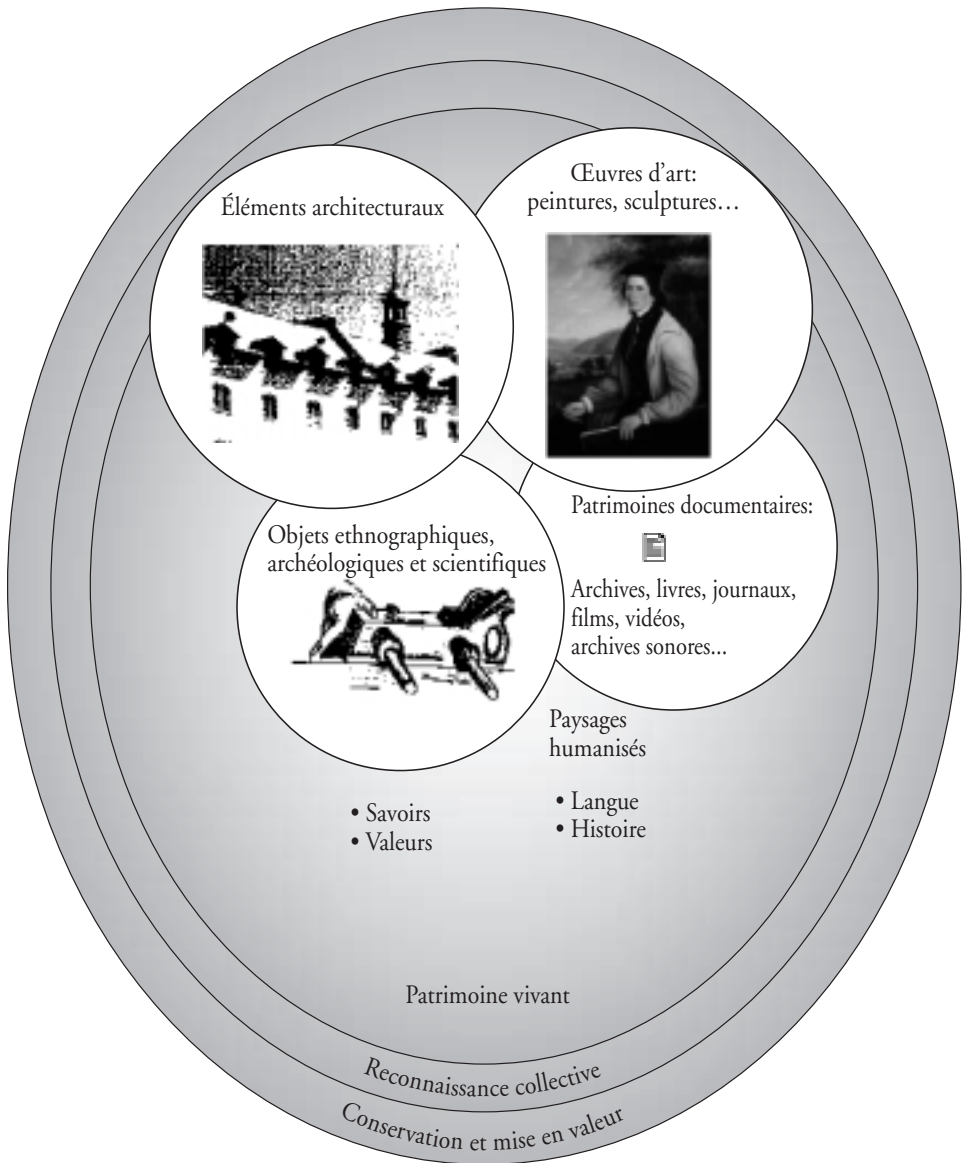 Éléments architecturaux
Œuvres d’art:
peintures, sculptures…
Objets ethnographiques,
archéologiques et scientifiques
Patrimoines documentaires:
Archives, livres, journaux,
films, vidéos,
archives sonores...
Paysages
humanisés
• Savoirs
• Valeurs
• Langue
• Histoire
Patrimoine vivant
Reconnaissance collective
Conservation et mise en valeur